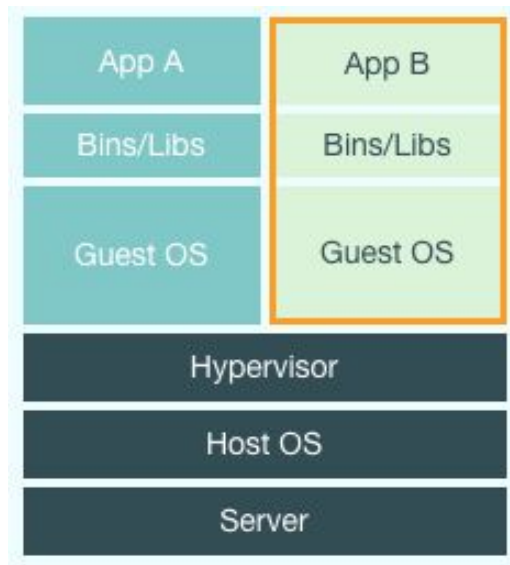 App A
App B
Bins/Libs
Bins/Libs
Guest OS
Guest OS
Hypervisor
Host OS
Server